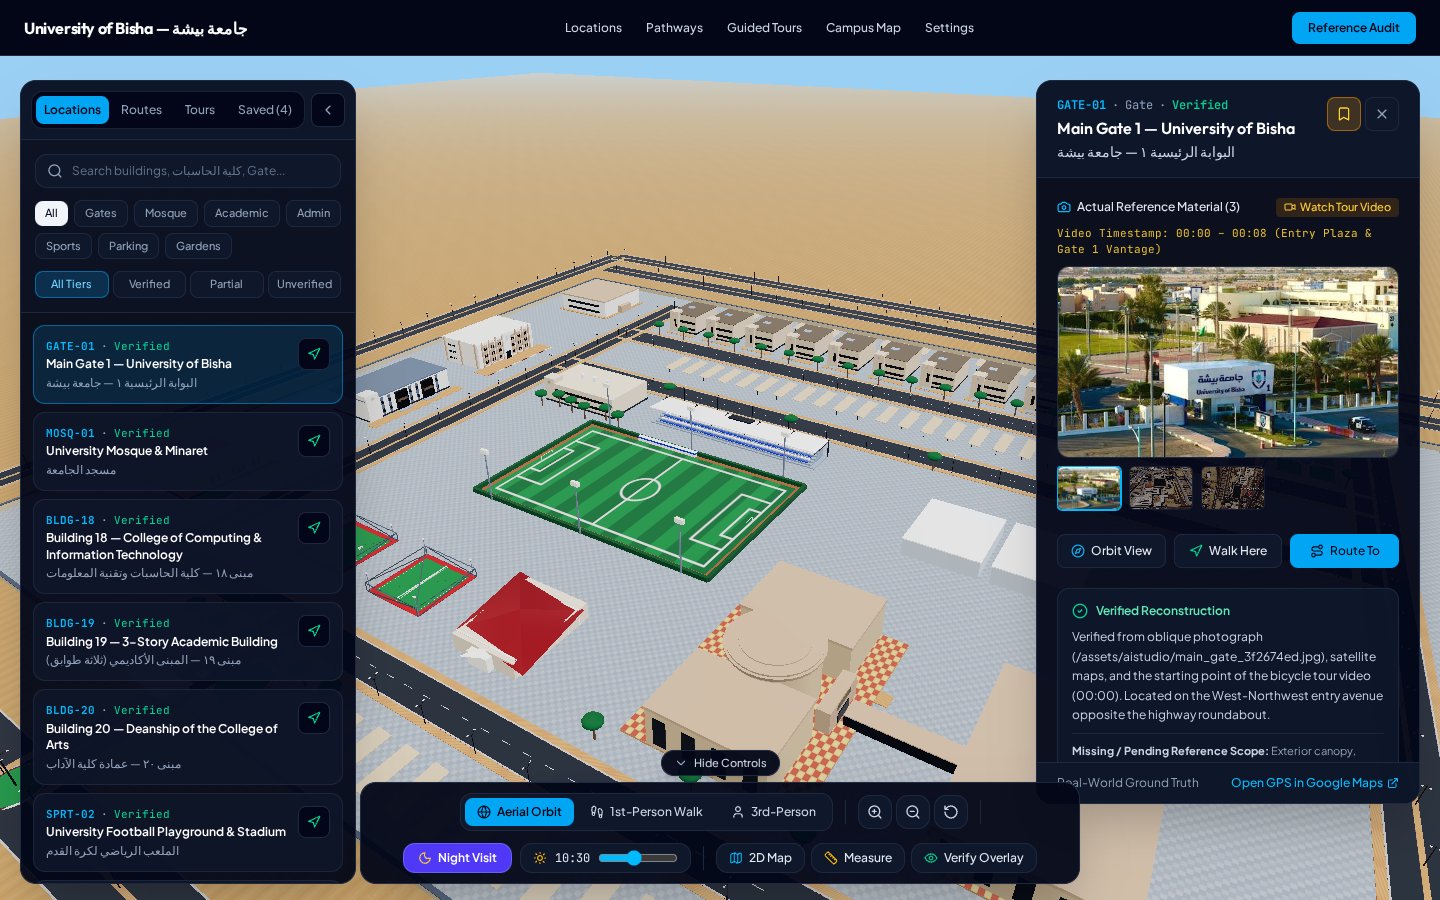 University of Bisha — جامعة بيشة
Locations
Pathways
Guided Tours
Campus Map
Settings
Reference Audit
Locations
Routes
Tours
Saved (4)
Search buildings, كلية الحاسبات, Gate...
All
Gates
Mosque
Academic
Admin
Sports
Parking
Gardens
All Tiers
Verified
Partial
Unverified
GATE-01 · Verified
Main Gate 1 — University of Bisha
البوابة الرئيسية ١ — جامعة بيشة
MOSQ-01 · Verified
University Mosque & Minaret
مسجد الجامعة
BLDG-18 · Verified
Building 18 — College of Computing &
Information Technology
مبنى ١٨ — كلية الحاسبات وتقنية المعلومات
BLDG-19 · Verified
Building 19 — 3-Story Academic Building
مبنى ١٩ — المبنى الأكاديمي (ثلاثة طوابق)
BLDG-20 · Verified
Building 20 — Deanship of the College of
Arts
مبنى ٢٠ — عمادة كلية الآداب
SPRT-02 · Verified
University Football Playground & Stadium
الملعب الرياضي لكرة القدم
Hide Controls
Aerial Orbit
1st-Person Walk
3rd-Person
Night Visit
10:30
2D Map
Measure
Verify Overlay
GATE-01 · Gate · Verified
Main Gate 1 — University of Bisha
البوابة الرئيسية ١ — جامعة بيشة
Actual Reference Material (3)
Watch Tour Video
Video Timestamp: 00:00 – 00:08 (Entry Plaza &
Gate 1 Vantage)
جامعة بيشة
University of Bisha
1
Orbit View
Walk Here
Route To
Verified Reconstruction
Verified from oblique photograph
(/assets/aistudio/main_gate_3f2674ed.jpg), satellite
maps, and the starting point of the bicycle tour video
(00:00). Located on the West-Northwest entry avenue
opposite the highway roundabout.
Missing / Pending Reference Scope: Exterior canopy,
Real-World Ground Truth
Open GPS in Google Maps